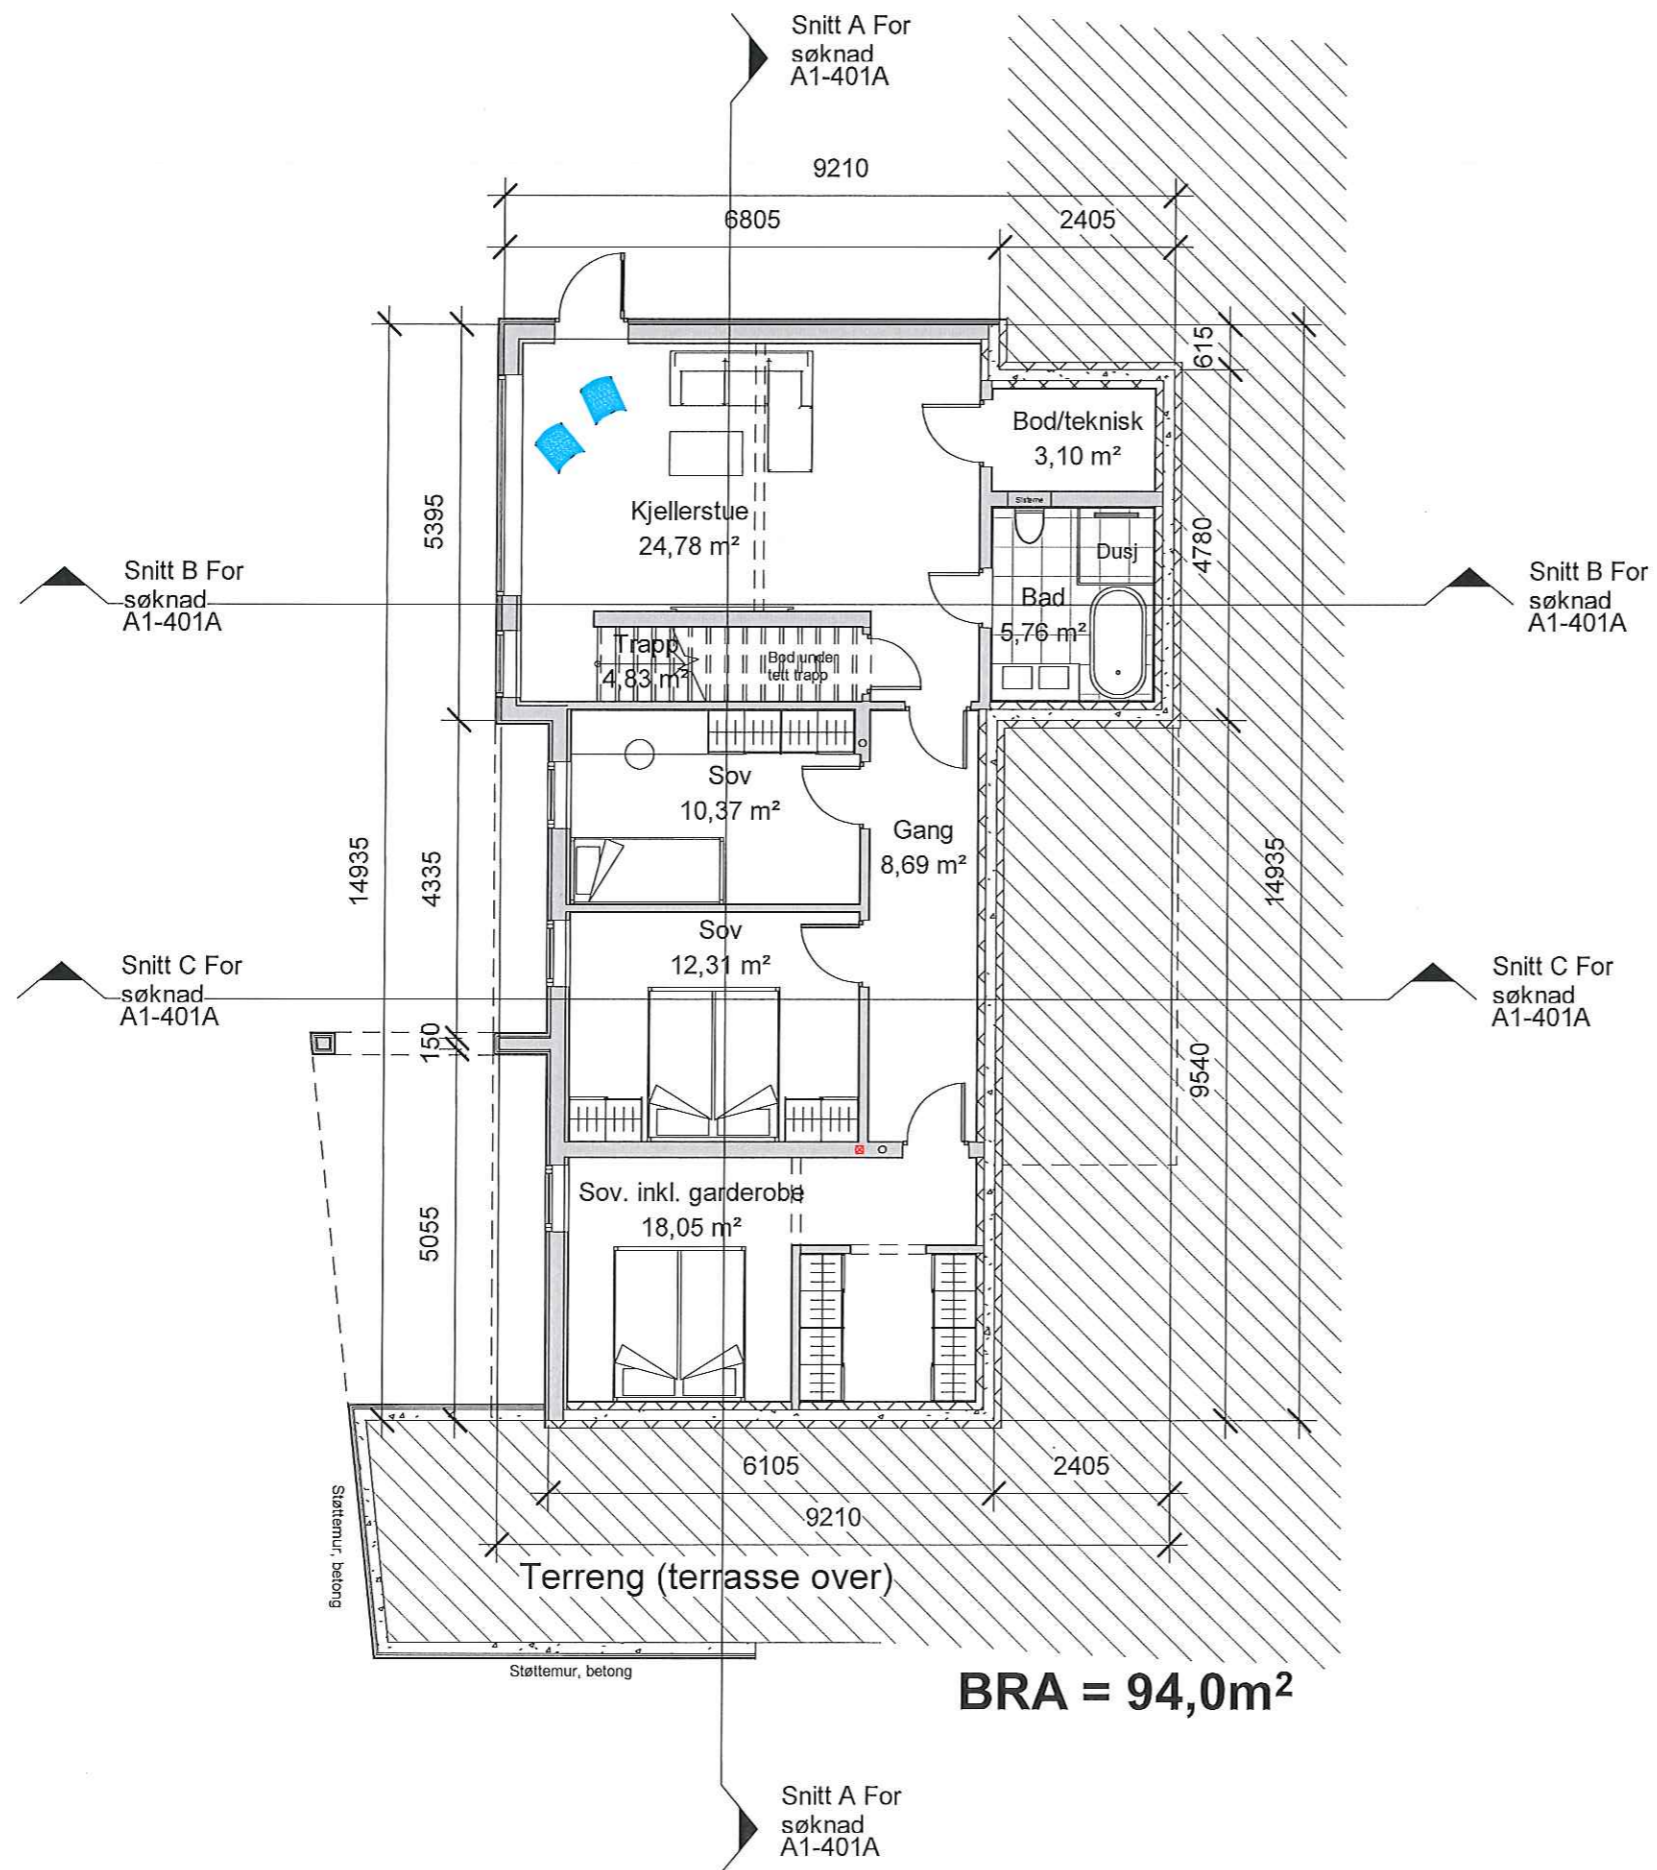 Snitt A For
søknad
A1-401A
9210
6805
2405
615
Bod/teknisk
3,10 m²
Sisterne
Kjellerstue
24,78 m²
5395
4780
Dusj
Bad
5,76 m²
Snitt B For
søknad
A1-401A
Snitt B For
søknad
A1-401A
Trapp
4,83 m²
Bod under
tett trapp
Sov
10,37 m²
Gang
8,69 m²
14935
4335
14935
Sov
12,31 m²
Snitt C For
søknad
A1-401A
Snitt C For
søknad
A1-401A
150
9540
Sov. inkl. garderobe
18,05 m²
5055
6105
2405
9210
Støttemur, betong
Terreng (terrasse over)
Støttemur, betong
BRA = 94,0m²
Snitt A For
søknad
A1-401A